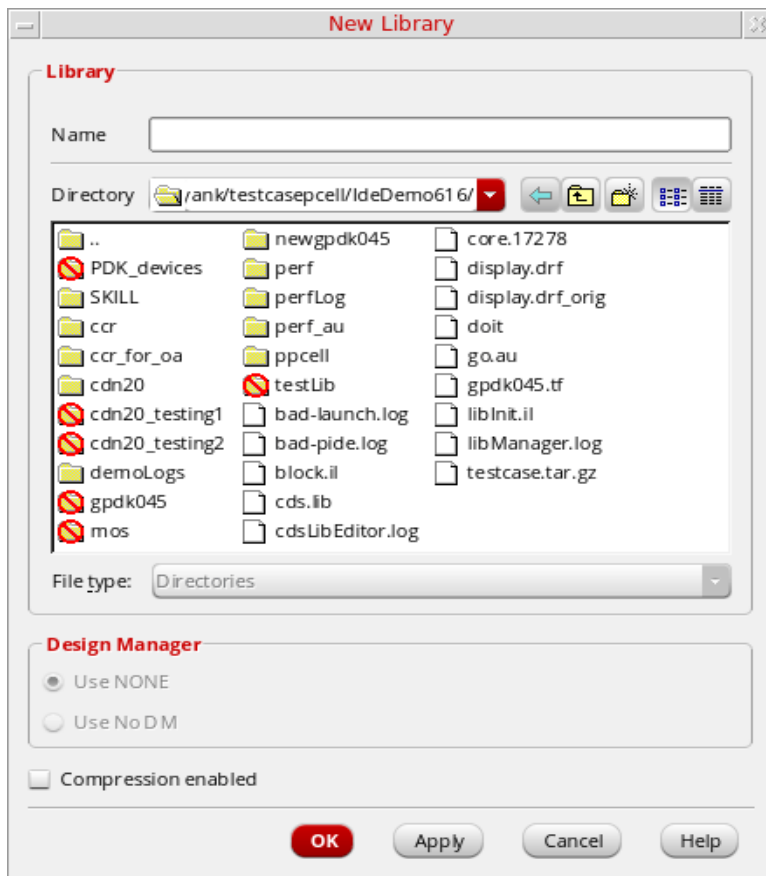 New Library
Library
Name
Directory /ank/testcasepcell/IdeDemo616/
..
PDK_devices
SKILL
ccr
ccr_for_oa
cdn20
cdn20_testing1
cdn20_testing2
demoLogs
gpdk045
mos
newgpdk045
perf
perfLog
perf_au
ppcell
testLib
bad-launch.log
bad-pide.log
block.il
cds.lib
cdsLibEditor.log
core.17278
display.drf
display.drf_orig
doit
go.au
gpdk045.tf
libInit.il
libManager.log
testcase.tar.gz
File type: Directories
Design Manager
Use NONE
Use No DM
Compression enabled
OK Apply Cancel Help